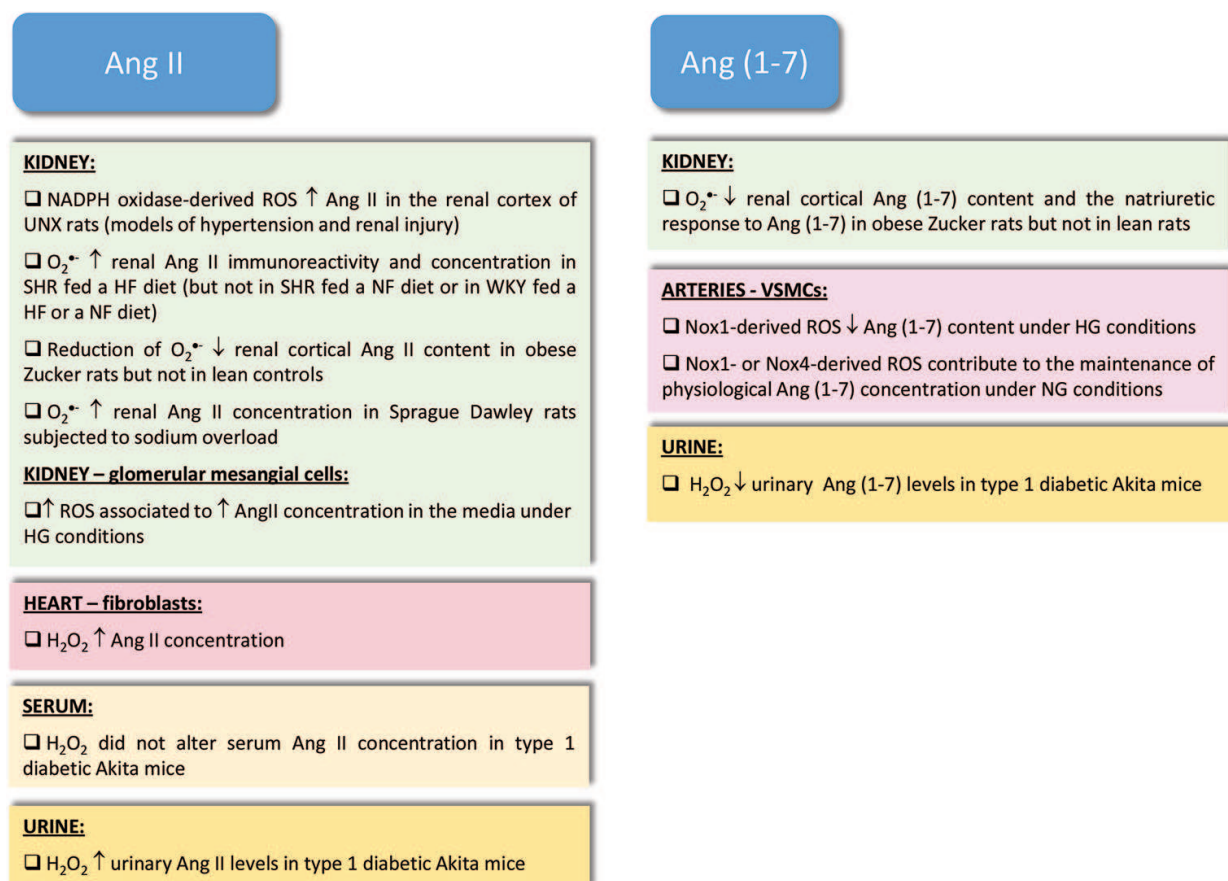 Ang II
KIDNEY:
❑ NADPH oxidase-derived ROS ↑ Ang II in the renal cortex of
UNX rats (models of hypertension and renal injury)
❑ O₂•- ↑ renal Ang II immunoreactivity and concentration in
SHR fed a HF diet (but not in SHR fed a NF diet or in WKY fed a
HF or a NF diet)
❑ Reduction of O₂•- ↓ renal cortical Ang II content in obese
Zucker rats but not in lean controls
❑ O₂•- ↑ renal Ang II concentration in Sprague Dawley rats
subjected to sodium overload
KIDNEY – glomerular mesangial cells:
❑↑ ROS associated to ↑ AngII concentration in the media under
HG conditions
HEART – fibroblasts:
❑ H₂O₂ ↑ Ang II concentration
SERUM:
❑ H₂O₂ did not alter serum Ang II concentration in type 1
diabetic Akita mice
URINE:
❑ H₂O₂ ↑ urinary Ang II levels in type 1 diabetic Akita mice
Ang (1-7)
KIDNEY:
❑ O₂•- ↓ renal cortical Ang (1-7) content and the natriuretic
response to Ang (1-7) in obese Zucker rats but not in lean rats
ARTERIES - VSMCs:
❑ Nox1-derived ROS ↓ Ang (1-7) content under HG conditions
❑ Nox1- or Nox4-derived ROS contribute to the maintenance of
physiological Ang (1-7) concentration under NG conditions
URINE:
❑ H₂O₂ ↓ urinary Ang (1-7) levels in type 1 diabetic Akita mice